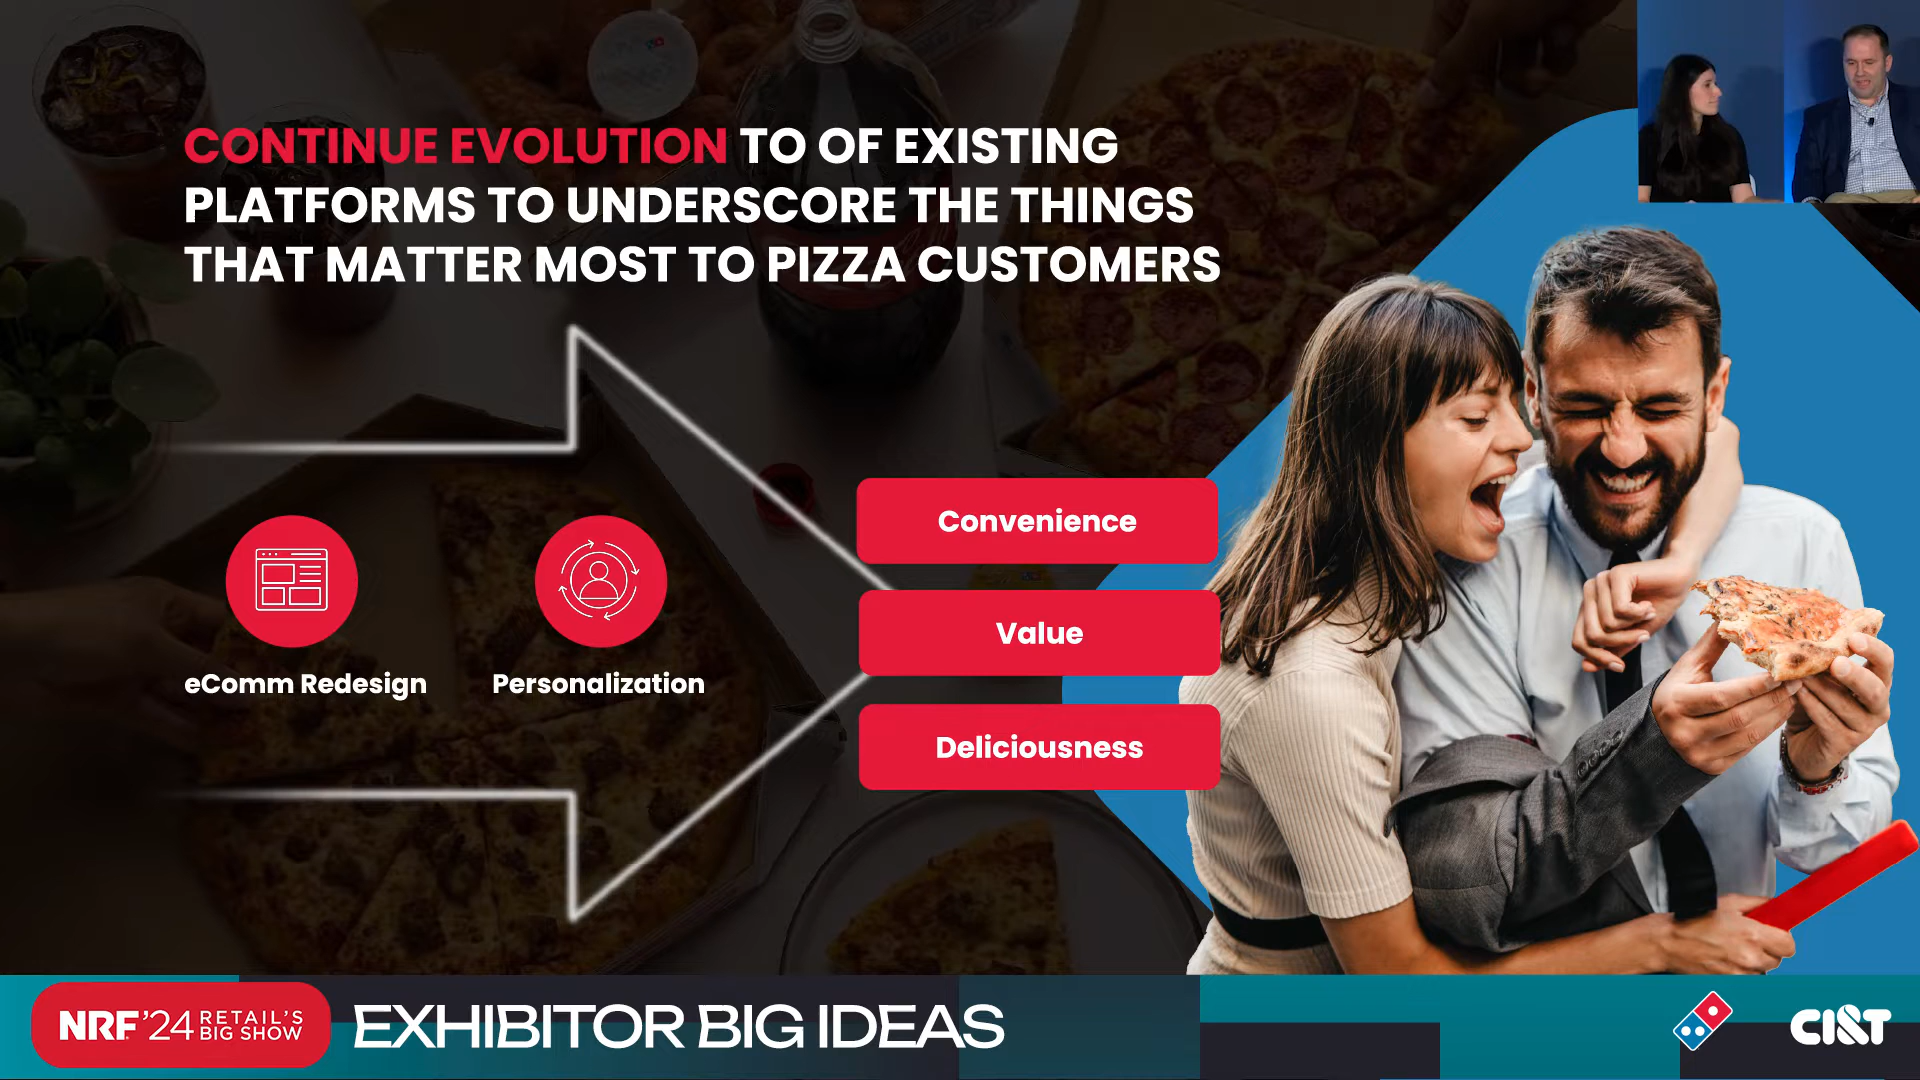 CONTINUE EVOLUTION TO OF EXISTING
PLATFORMS TO UNDERSCORE THE THINGS
THAT MATTER MOST TO PIZZA CUSTOMERS
eComm Redesign
Personalization
Convenience
Value
Deliciousness
NRF'24 RETAIL'S
BIG SHOW
EXHIBITOR BIG IDEAS
CI&T